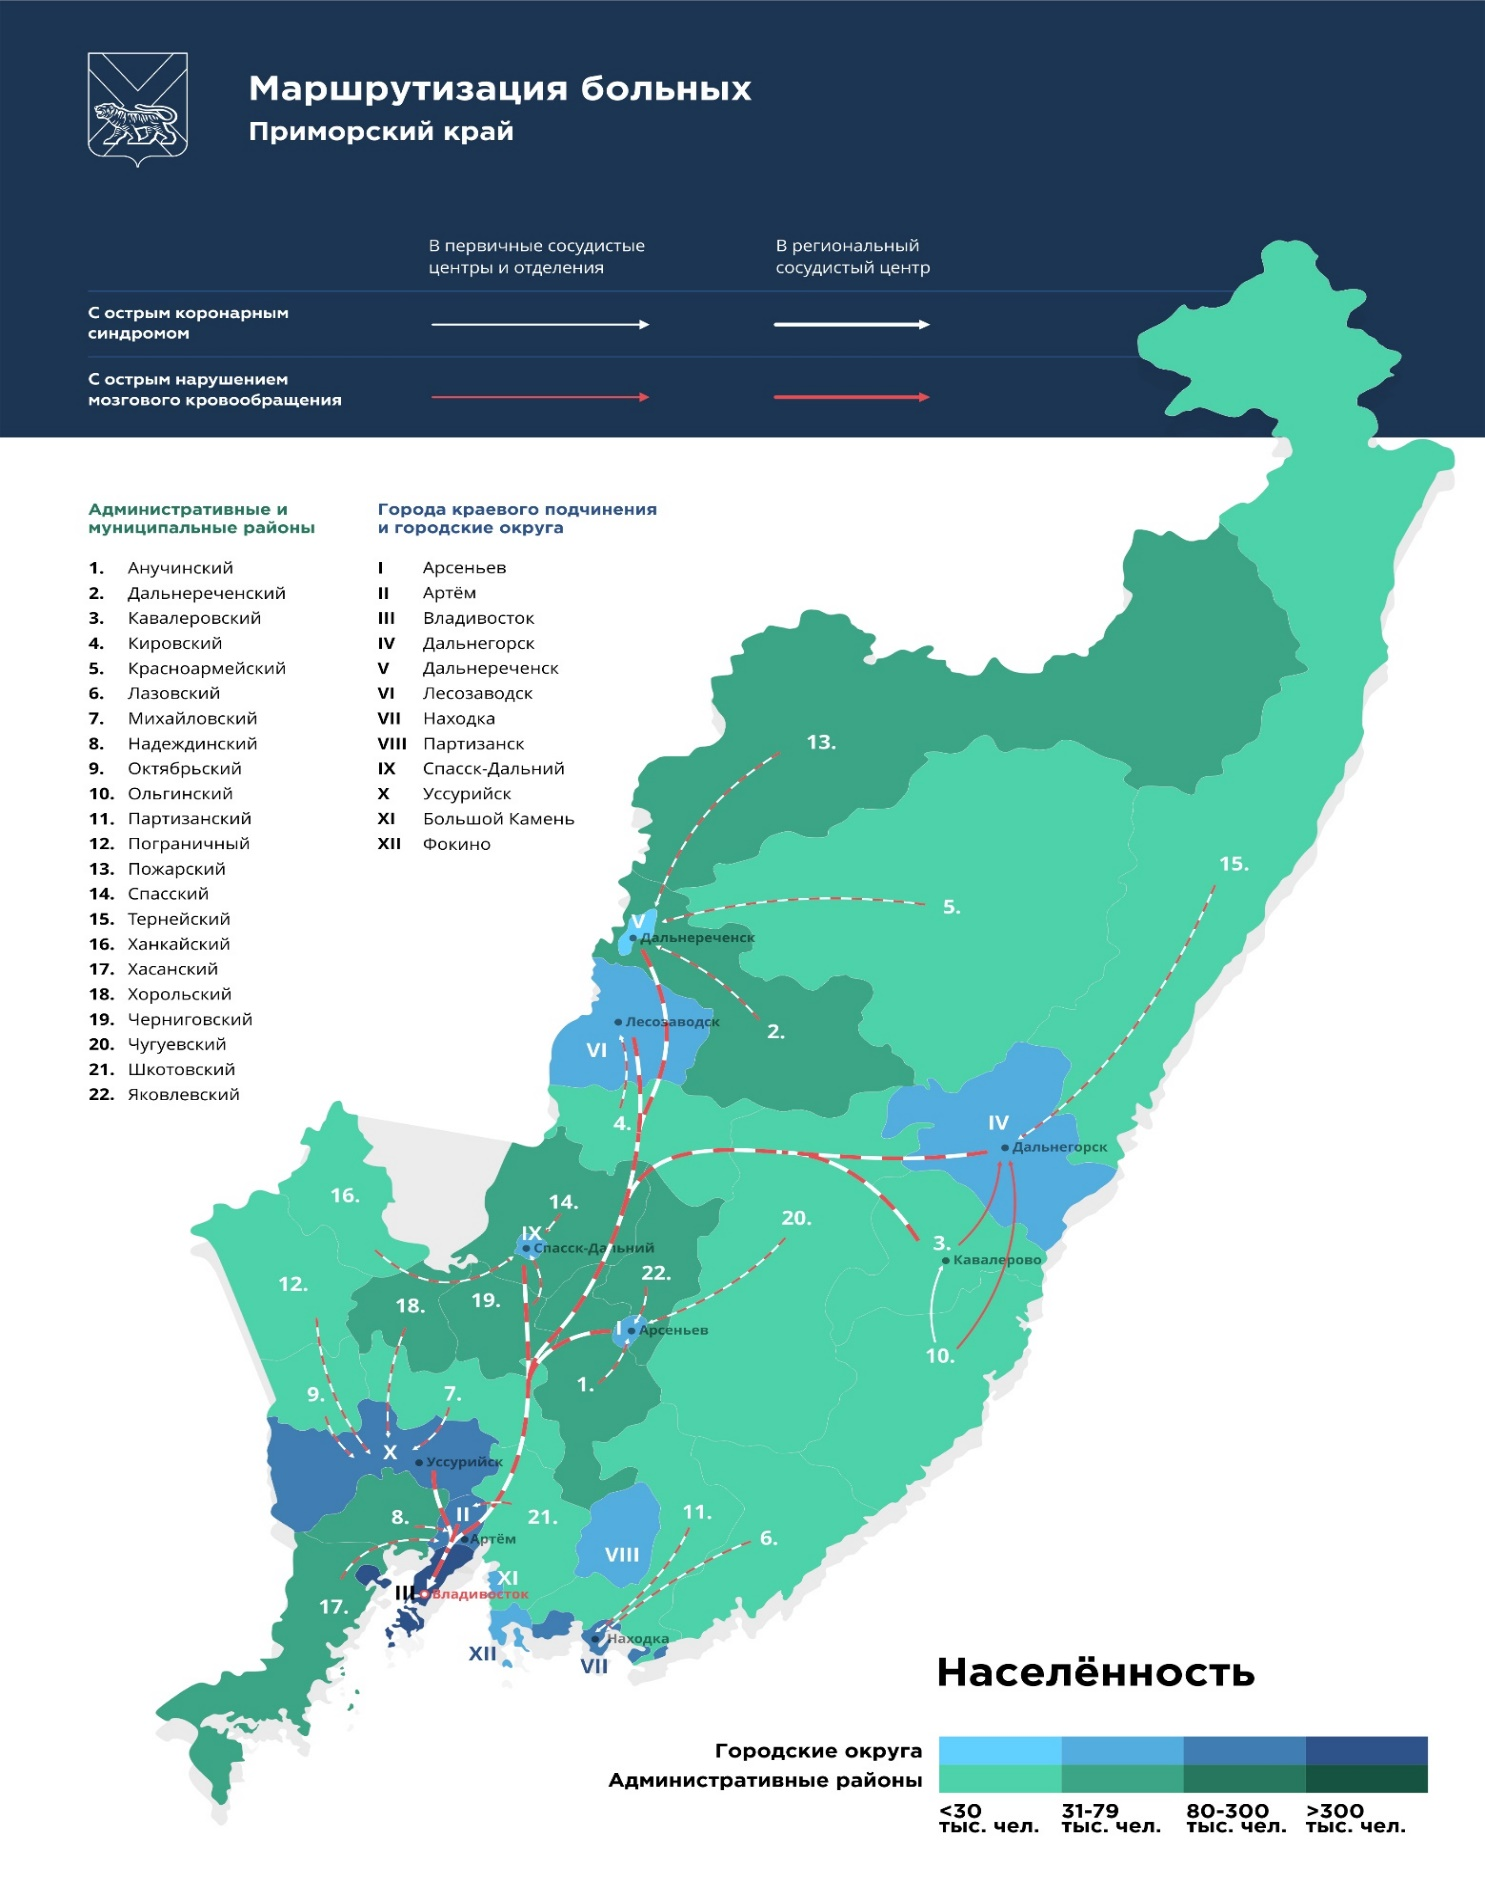 Маршрутизация больных
Приморский край
В первичные сосудистые
центры и отделения
В региональный
сосудистый центр
С острым коронарным
синдромом
С острым нарушением
мозгового кровообращения
Административные и
муниципальные районы
1. Анучинский
2. Дальнереченский
3. Кавалеровский
4. Кировский
5. Красноармейский
6. Лазовский
7. Михайловский
8. Надеждинский
9. Октябрьский
10. Ольгинский
11. Партизанский
12. Пограничный
13. Пожарский
14. Спасский
15. Тернейский
16. Ханкайский
17. Хасанский
18. Хорольский
19. Черниговский
20. Чугуевский
21. Шкотовский
22. Яковлевский
Города краевого подчинения
и городские округа
I Арсеньев
II Артём
III Владивосток
IV Дальнегорск
V Дальнереченск
VI Лесозаводск
VII Находка
VIII Партизанск
IX Спасск-Дальний
X Уссурийск
XI Большой Камень
XII Фокино
13.
15.
5.
V
Дальнереченск
Лесозаводск
2.
VI
4.
IV
Дальнегорск
16.
14.
20.
IX
Спасск-Дальний
3.
Кавалерово
12.
22.
19.
18.
I
Арсеньев
10.
1.
9.
7.
X
Уссурийск
11.
II
8.
21.
6.
Артём
VIII
XI
III
Владивосток
17.
Находка
XII
VII
Населённость
Городские округа
Административные районы
<30
тыс. чел.
31-79
тыс. чел.
80-300
тыс. чел.
>300
тыс. чел.